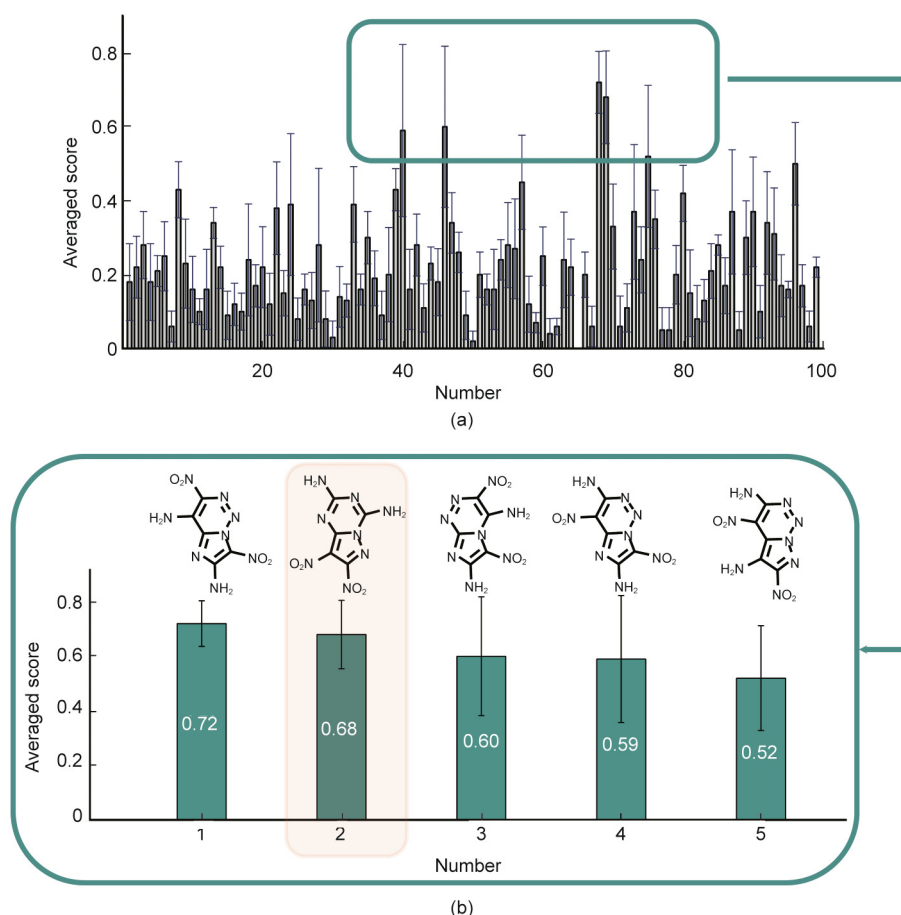 0.8
0.6
0.4
0.2
0
Averaged score
20 40 60 80 100
Number
(a)
O₂N
N
N
H₂N
N
N
NO₂
N
NH₂
H₂N
N
N
NH₂
N
N
O₂N
N
NO₂
NO₂
N
N
NH₂
N
N
NO₂
N
NH₂
H₂N
N
N
O₂N
N
N
NO₂
N
NH₂
H₂N
N
N
O₂N
N
N
H₂N
N
NO₂
0.8
0.6
0.4
0.2
0
Averaged score
0.72 0.68 0.60 0.59 0.52
1 2 3 4 5
Number
(b)